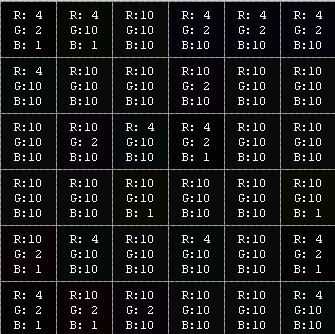 R: 4 R: 4 R:10 R: 4 R: 4 R: 4
G: 2 G:10 G:10 G: 2 G: 2 G: 2
B: 1 B: 1 B:10 B:10 B:10 B:10
R: 4 R:10 R:10 R:10 R:10 R:10
G:10 G:10 G:10 G: 2 G:10 G:10
B:10 B:10 B:10 B:10 B:10 B:10
R:10 R:10 R: 4 R: 4 R:10 R:10
G:10 G: 2 G:10 G: 2 G:10 G:10
B:10 B:10 B:10 B: 1 B:10 B:10
R:10 R:10 R:10 R:10 R:10 R:10
G:10 G:10 G:10 G:10 G:10 G:10
B:10 B:10 B: 1 B:10 B:10 B: 1
R:10 R: 4 R:10 R: 4 R:10 R: 4
G: 2 G:10 G:10 G:10 G:10 G: 2
B: 1 B:10 B:10 B:10 B:10 B: 1
R: 4 R:10 R:10 R: 4 R:10 R: 4
G: 2 G: 2 G: 2 G:10 G:10 G:10
B: 1 B: 1 B:10 B:10 B:10 B:10